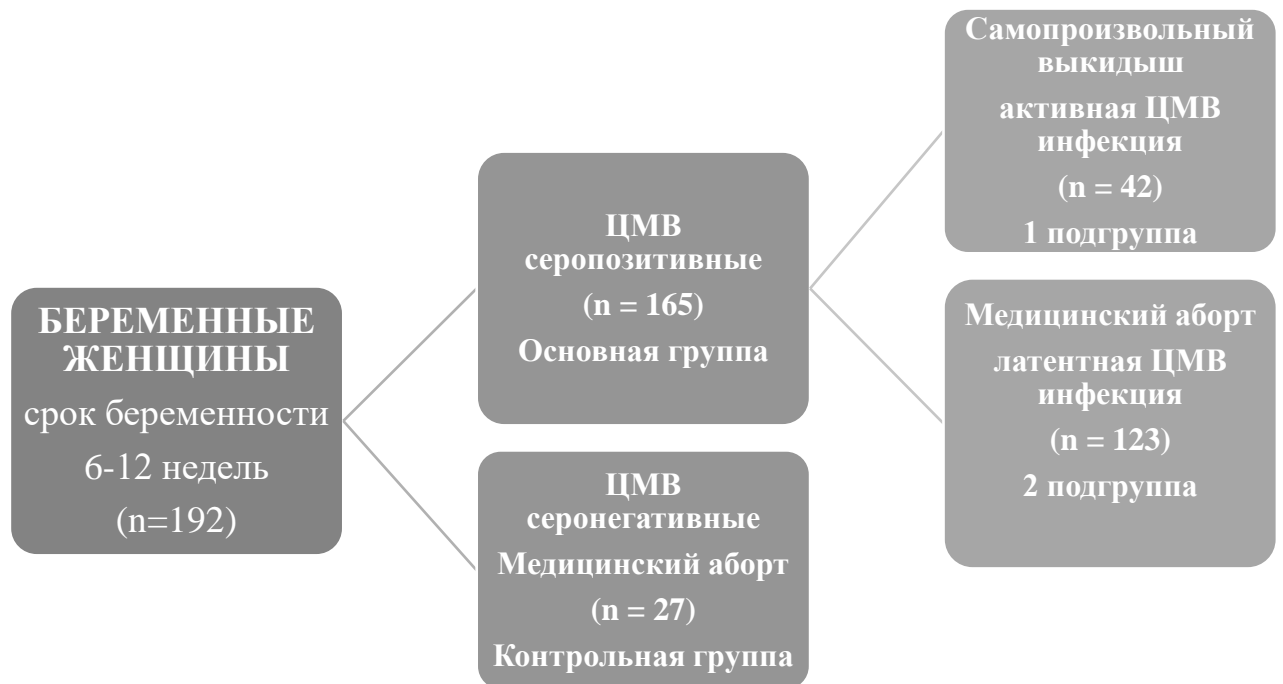 БЕРЕМЕННЫЕ
ЖЕНЩИНЫ
срок беременности
6-12 недель
(n=192)
ЦМВ
серопозитивные
(n = 165)
Основная группа
ЦМВ
серонегативные
Медицинский аборт
(n = 27)
Контрольная группа
Самопроизвольный
выкидыш
активная ЦМВ
инфекция
(n = 42)
1 подгруппа
Медицинский аборт
латентная ЦМВ
инфекция
(n = 123)
2 подгруппа